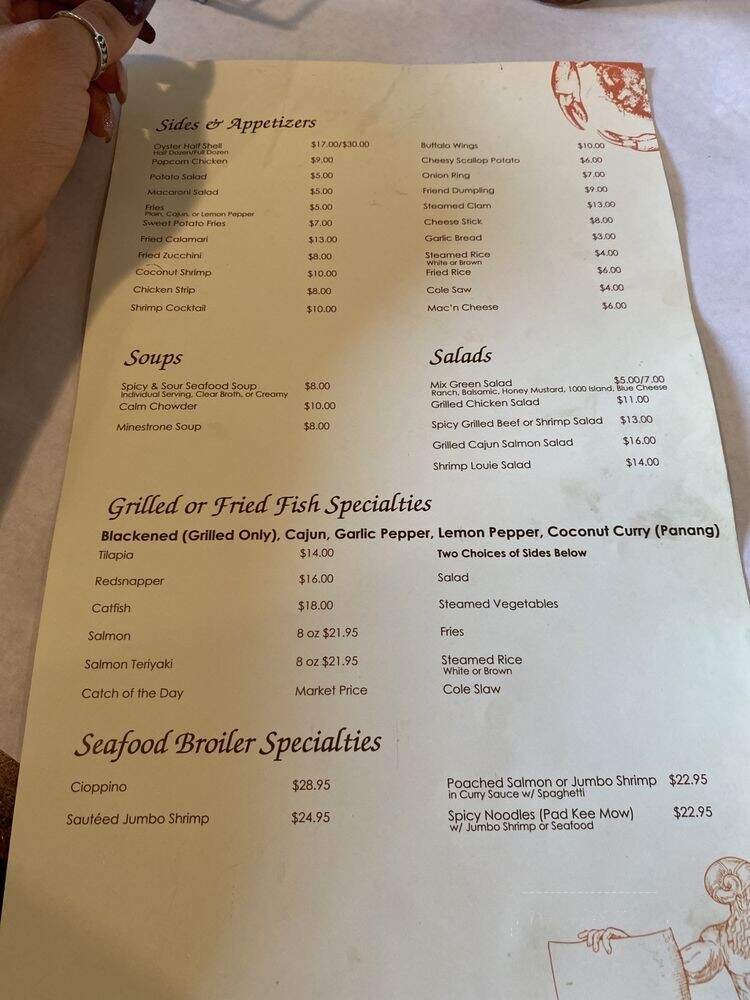 Sides & Appetizers
Oyster Half Shell $17.00/$30.00
Half Dozen/Full Dozen
Popcorn Chicken $9.00
Potato Salad $5.00
Macaroni Salad $5.00
Fries $5.00
Plain, Cajun, or Lemon Pepper
Sweet Potato Fries $7.00
Fried Calamari $13.00
Fried Zucchini $8.00
Coconut Shrimp $10.00
Chicken Strip $8.00
Shrimp Cocktail $10.00
Buffalo Wings $10.00
Cheesy Scallop Potato $6.00
Onion Ring $7.00
Friend Dumpling $9.00
Steamed Clam $13.00
Cheese Stick $8.00
Garlic Bread $3.00
Steamed Rice $4.00
White or Brown
Fried Rice $6.00
Cole Saw $4.00
Mac'n Cheese $6.00
Soups
Spicy & Sour Seafood Soup $8.00
Individual Serving, Clear Broth, or Creamy
Calm Chowder $10.00
Minestrone Soup $8.00
Salads
Mix Green Salad $5.00/7.00
Ranch, Balsamic, Honey Mustard, 1000 Island, Blue Cheese
Grilled Chicken Salad $11.00
Spicy Grilled Beef or Shrimp Salad $13.00
Grilled Cajun Salmon Salad $16.00
Shrimp Louie Salad $14.00
Grilled or Fried Fish Specialties
Blackened (Grilled Only), Cajun, Garlic Pepper, Lemon Pepper, Coconut Curry (Panang)
Tilapia $14.00
Redsnapper $16.00
Catfish $18.00
Salmon 8 oz $21.95
Salmon Teriyaki 8 oz $21.95
Catch of the Day Market Price
Two Choices of Sides Below
Salad
Steamed Vegetables
Fries
Steamed Rice
White or Brown
Cole Slaw
Seafood Broiler Specialties
Cioppino $28.95
Sautéed Jumbo Shrimp $24.95
Poached Salmon or Jumbo Shrimp $22.95
in Curry Sauce w/ Spaghetti
Spicy Noodles (Pad Kee Mow) $22.95
w/ Jumbo Shrimp or Seafood